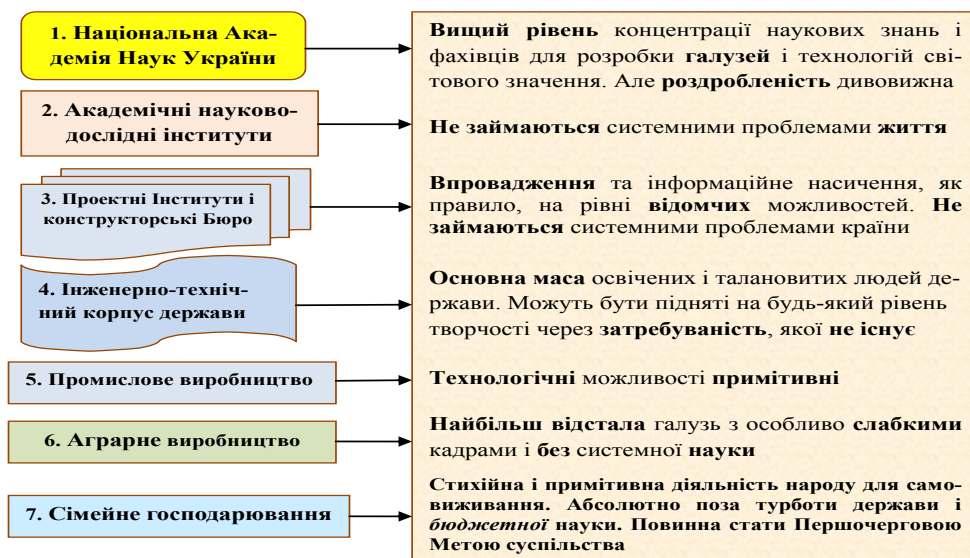 1. Національна Ака-
демія Наук України
Вищий рівень концентрації наукових знань і
фахівців для розробки галузей і технологій сві-
тового значення. Але роздробленість дивовижна
2. Академічні науково-
дослідні інститути
Не займаються системними проблемами життя
3. Проектні Інститути і
конструкторські Бюро
Впровадження та інформаційне насичення, як
правило, на рівні відомчих можливостей. Не
займаються системними проблемами країни
4. Інженерно-техніч-
ний корпус держави
Основна маса освічених і талановитих людей де-
ржави. Можуть бути підняті на будь-який рівень
творчості через затребуваність, якої не існує
5. Промислове виробництво
Технологічні можливості примітивні
6. Аграрне виробництво
Найбільш відстала галузь з особливо слабкими
кадрами і без системної науки
7. Сімейне господарювання
Стихійна і примітивна діяльність народу для само-
виживання. Абсолютно поза турботи держави і
бюджетної науки. Повинна стати Першочерговою
Метою суспільства